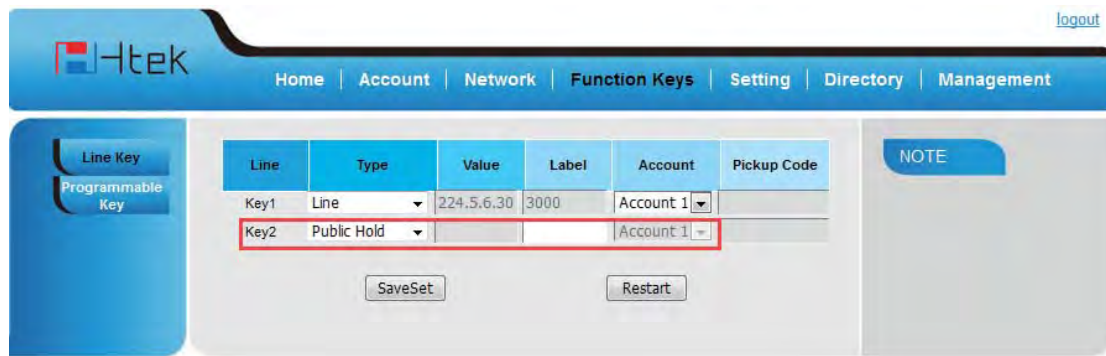 logout
Htek
Home | Account | Network | Function Keys | Setting | Directory | Management
Line Key
Programmable Key
NOTE
Line Type Value Label Account Pickup Code
Key1 Line 224.5.6.30 3000 Account 1
Key2 Public Hold Account 1
SaveSet Restart